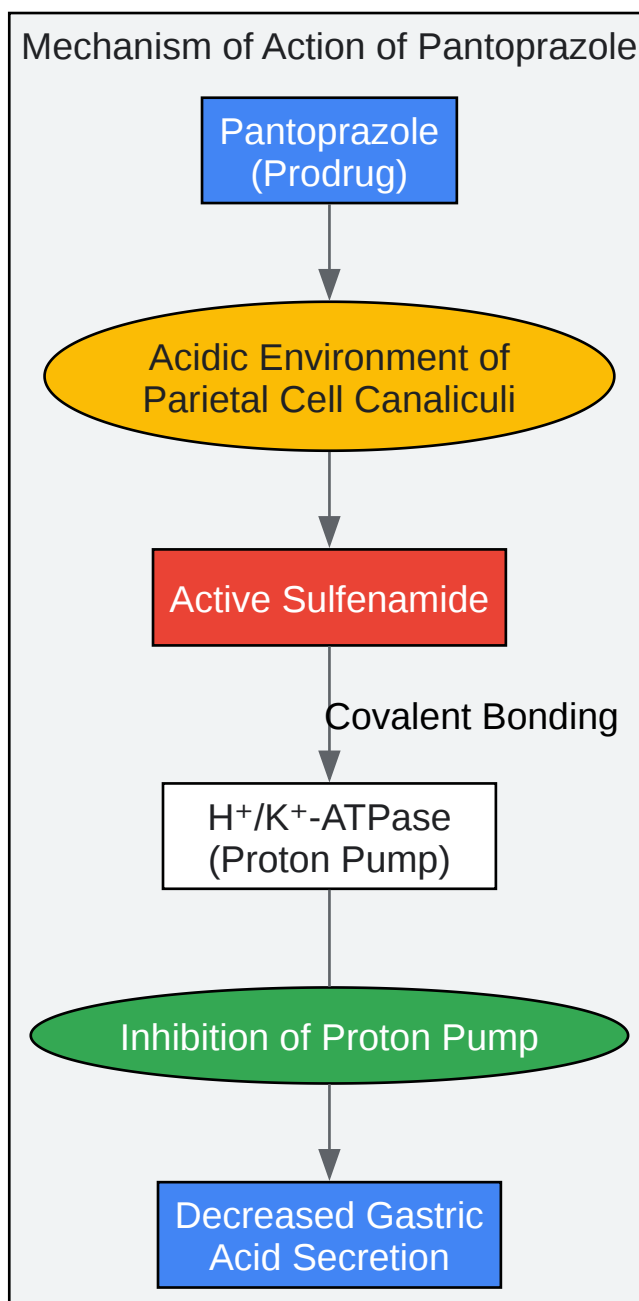 Mechanism of Action of Pantoprazole
Pantoprazole
(Prodrug)
Acidic Environment of
Parietal Cell Canaliculi
Active Sulfenamide
Covalent Bonding
H⁺/K⁺-ATPase
(Proton Pump)
Inhibition of Proton Pump
Decreased Gastric
Acid Secretion